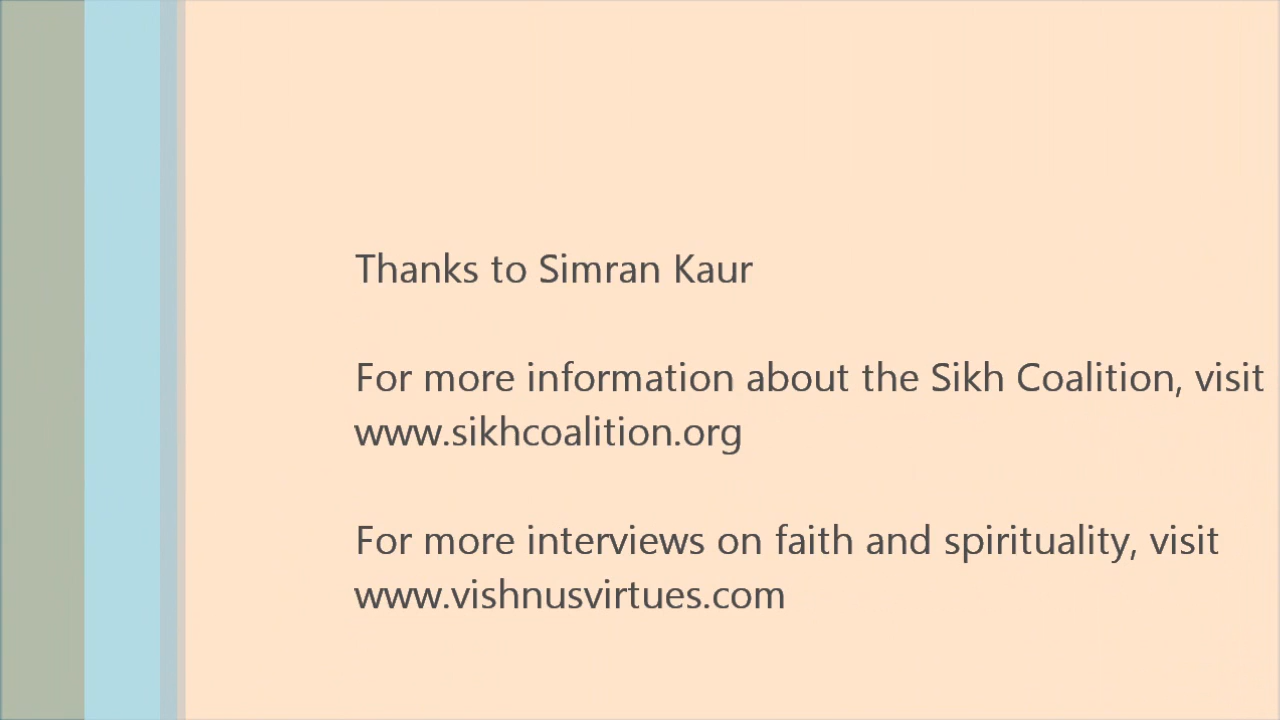 Thanks to Simran Kaur
For more information about the Sikh Coalition, visit
www.sikhcoalition.org
For more interviews on faith and spirituality, visit
www.vishnusvirtues.com